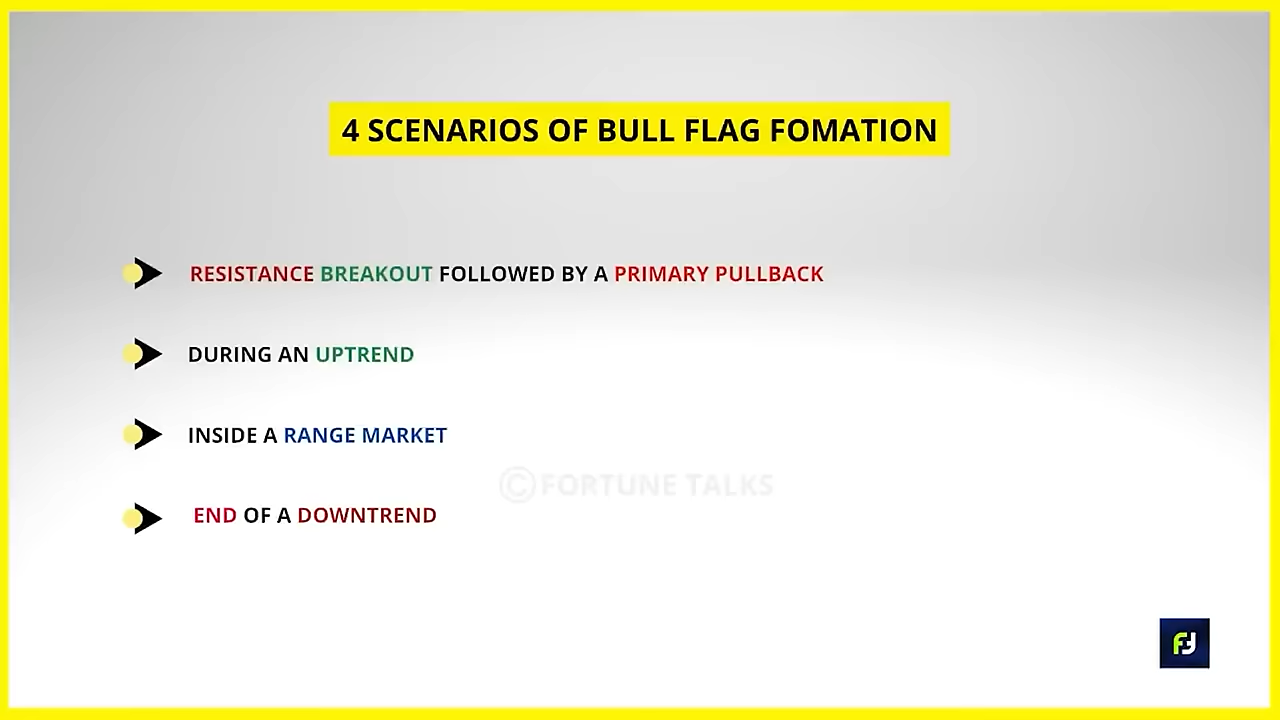 4 SCENARIOS OF BULL FLAG FOMATION
RESISTANCE BREAKOUT FOLLOWED BY A PRIMARY PULLBACK
DURING AN UPTREND
INSIDE A RANGE MARKET
©FORTUNE TALKS
END OF A DOWNTREND